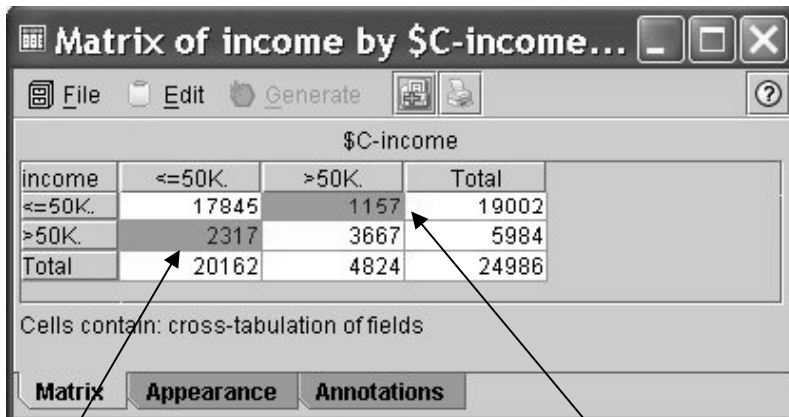 Matrix of income by $C-income...
File Edit Generate
$C-income
income <=50K. >50K. Total
<=50K. 17845 1157 19002
>50K. 2317 3667 5984
Total 20162 4824 24986
Cells contain: cross-tabulation of fields
Matrix Appearance Annotations